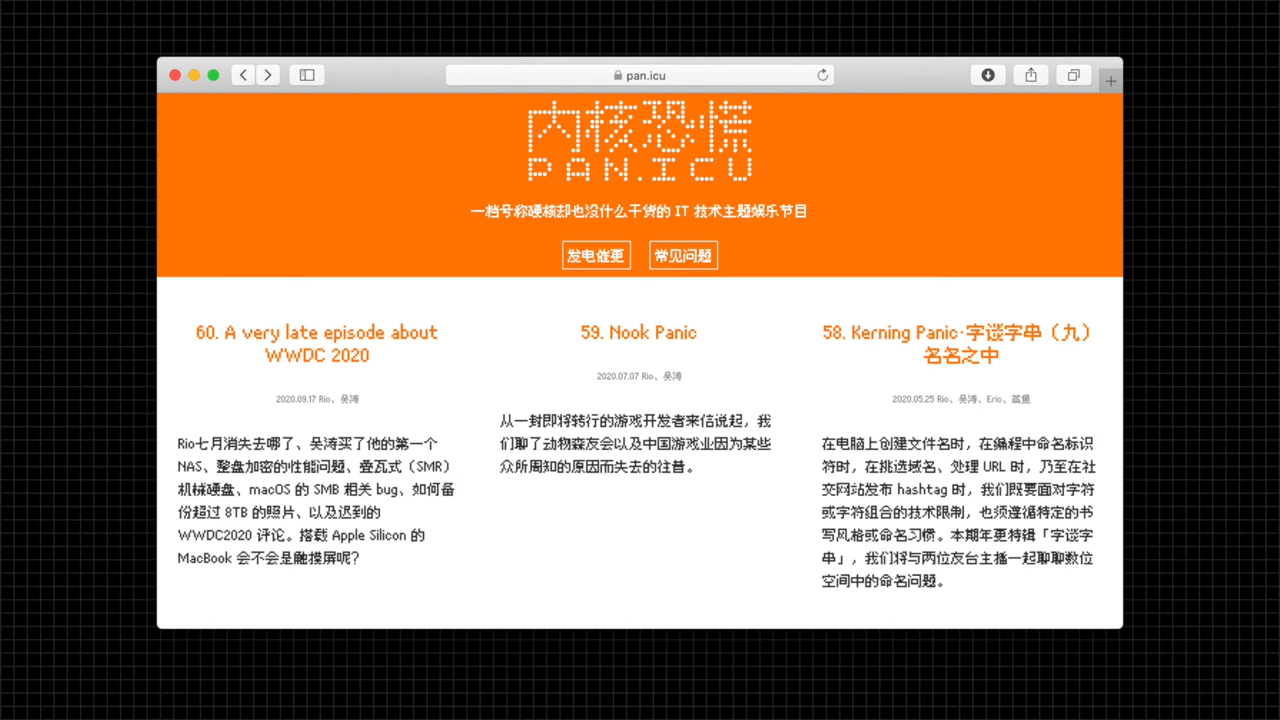 pan.icu
内核恐慌
PAN.ICU
一档号称硬核却也没什么干货的 IT 技术主题娱乐节目
发电催更
常见问题
60. A very late episode about
WWDC 2020
2020.09.17 Rio、吴涛
Rio七月消失去哪了、吴涛买了他的第一个
NAS、整盘加密的性能问题、叠瓦式（SMR）
机械硬盘、macOS 的 SMB 相关 bug、如何备
份超过 8TB 的照片、以及迟到的
WWDC2020 评论。搭载 Apple Silicon 的
MacBook 会不会是触摸屏呢？
59. Nook Panic
2020.07.07 Rio、吴涛
从一封即将转行的游戏开发者来信说起，我
们聊了动物森友会以及中国游戏业因为某些
众所周知的原因而失去的往昔。
58. Kerning Panic·字谈字串（九）
名名之中
2020.05.25 Rio、吴涛、Eric、蒸鱼
在电脑上创建文件名时，在编程中命名标识
符时，在挑选域名、处理 URL 时，乃至在社
交网站发布 hashtag 时，我们既要面对字符
或字符组合的技术限制，也须遵循特定的书
写风格或命名习惯。本期年更特辑「字谈字
串」，我们将与两位友台主播一起聊聊数位
空间中的命名问题。